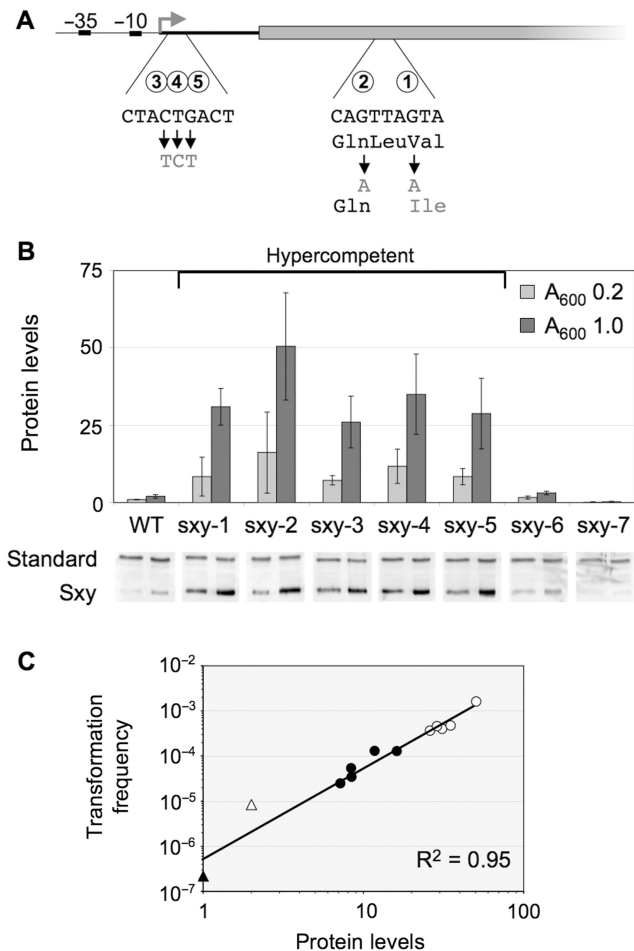 A
−35
−10
3 4 5
2
1
CTACTGACT
CAGTTAGTA
GlnLeuVal
TCT
A
A
Gln
Ile
B
Hypercompetent
75
50
25
0
Protein levels
A600 0.2
A600 1.0
WT sxy-1 sxy-2 sxy-3 sxy-4 sxy-5 sxy-6 sxy-7
Standard
Sxy
C
Transformation
frequency
10−2
10−3
10−4
10−5
10−6
10−7
R2 = 0.95
1 10 100
Protein levels